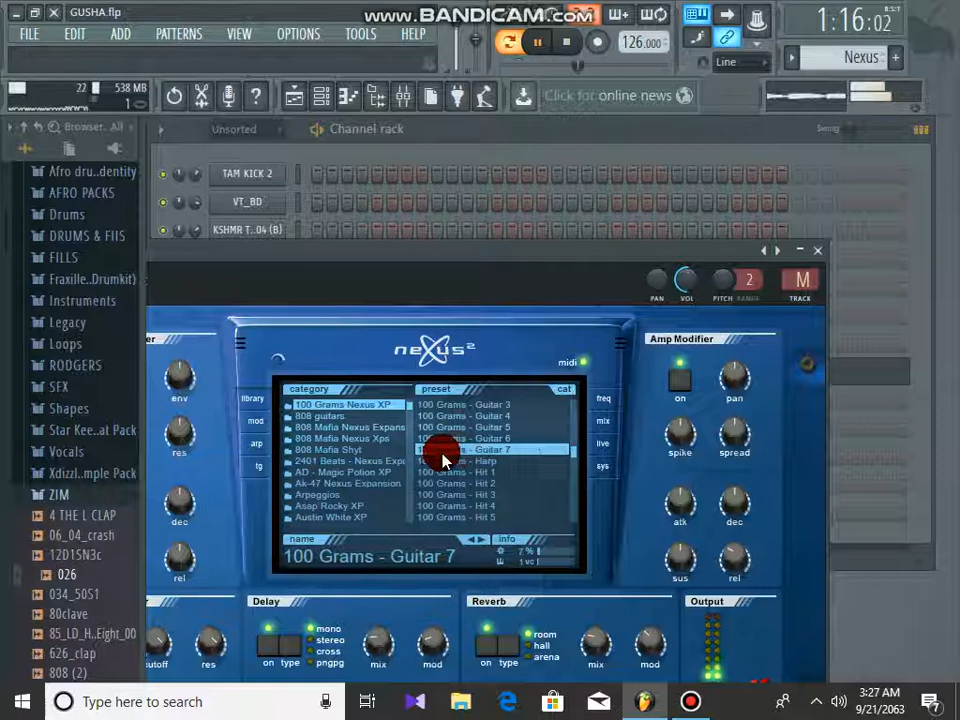 GUSHA.flp
www.BANDICAM.com
FILE EDIT ADD PATTERNS VIEW OPTIONS TOOLS HELP
126.000
1:16:02
B:S:T
Line
Nexus
22
538 MB
1
Click for online news
Browser.. All
Unsorted
Channel rack
Swing
Afro dru..dentity
AFRO PACKS
Drums
DRUMS & FIIS
FILLS
Fraxille..Drumkit)
Instruments
Legacy
Loops
RODGERS
SFX
Shapes
Star Kee..at Pack
Vocals
Xdizzl..mple Pack
ZIM
4 THE L CLAP
06_04_crash
12D1SN3c
026
034_50S1
80clave
85_LD_H..Eight_00
626_clap
808 (2)
TAM KICK 2
VT_BD
KSHMR T..04 (B)
PAN VOL PITCH RANGE TRACK
2
M
nexus²
midi
category
preset
cat
library
mod
arp
tg
freq
mix
live
sys
100 Grams Nexus XP
808 guitars
808 Mafia Nexus Expans
808 Mafia Nexus Xps
808 Mafia Shyt
2401 Beats - Nexus Expa
AD - Magic Potion XP
Ak-47 Nexus Expansion
Arpeggios
Asap Rocky XP
Austin White XP
100 Grams - Guitar 3
100 Grams - Guitar 4
100 Grams - Guitar 5
100 Grams - Guitar 6
Guitar 7
Harp
100 Grams - Hit 1
100 Grams - Hit 2
100 Grams - Hit 3
100 Grams - Hit 4
100 Grams - Hit 5
name
info
100 Grams - Guitar 7
7 %
1 vc
env
res
dec
rel
Amp Modifier
on
pan
spike
spread
atk
dec
sus
rel
Delay
on type
mono
stereo
cross
pngpg
mix
mod
Reverb
on type
room
hall
arena
mix
mod
Output
cutoff
res
Type here to search
3:27 AM
9/21/2063
7